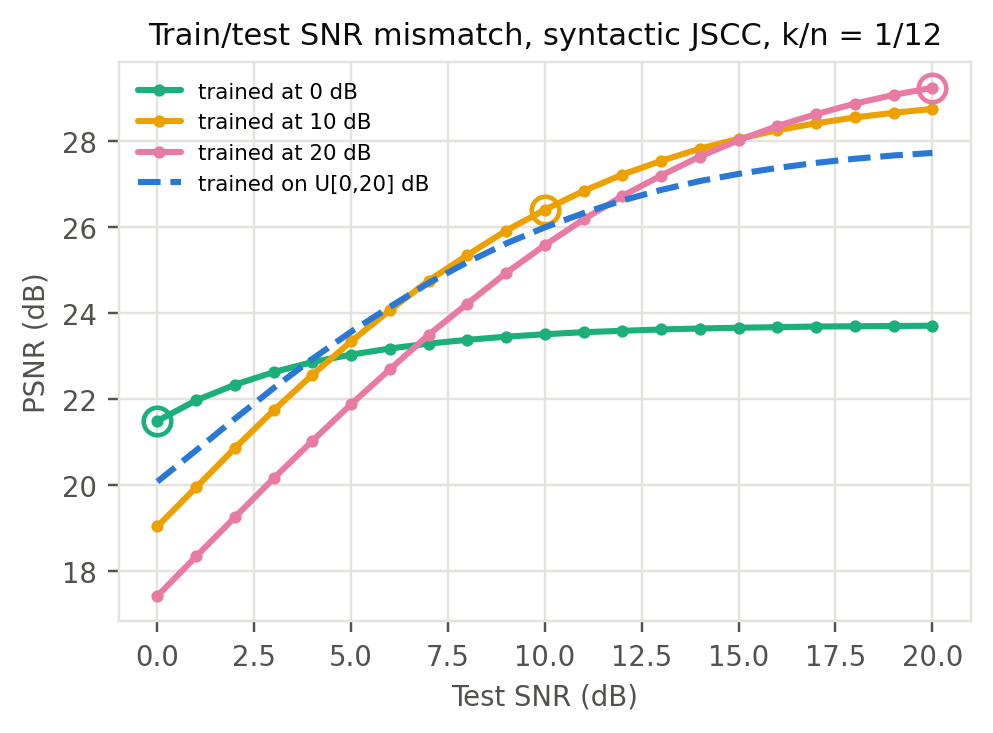 Train/test SNR mismatch, syntactic JSCC, k/n = 1/12
trained at 0 dB
trained at 10 dB
trained at 20 dB
trained on U[0,20] dB
PSNR (dB)
28
26
24
22
20
18
0.0 2.5 5.0 7.5 10.0 12.5 15.0 17.5 20.0
Test SNR (dB)